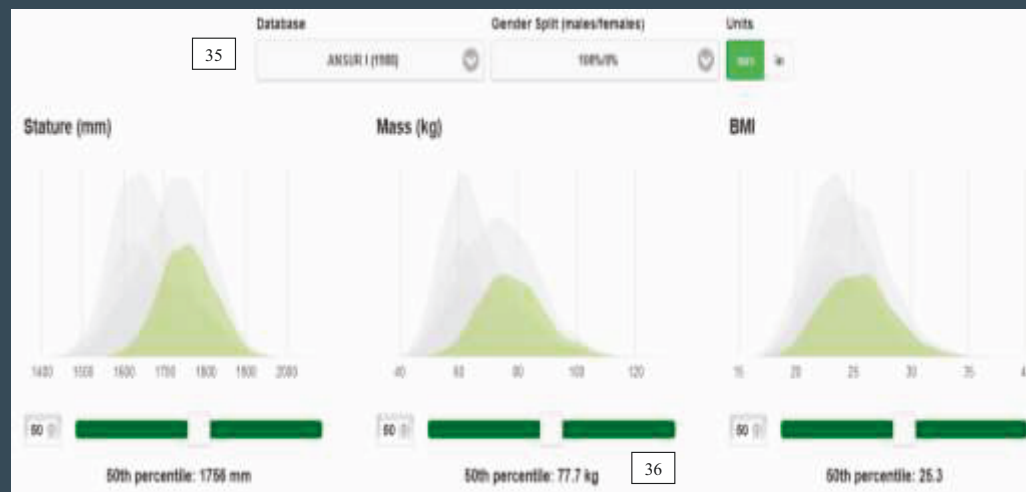 Database Gender Split (males/females) Units
35 ANSUR I (1988) 100%/0% mm in
Stature (mm) Mass (kg) BMI
1400 1500 1600 1700 1800 1900 2000 40 60 80 100 120 15 20 25 30 35
50 50 50
50th percentile: 1756 mm 50th percentile: 77.7 kg 36 50th percentile: 25.3